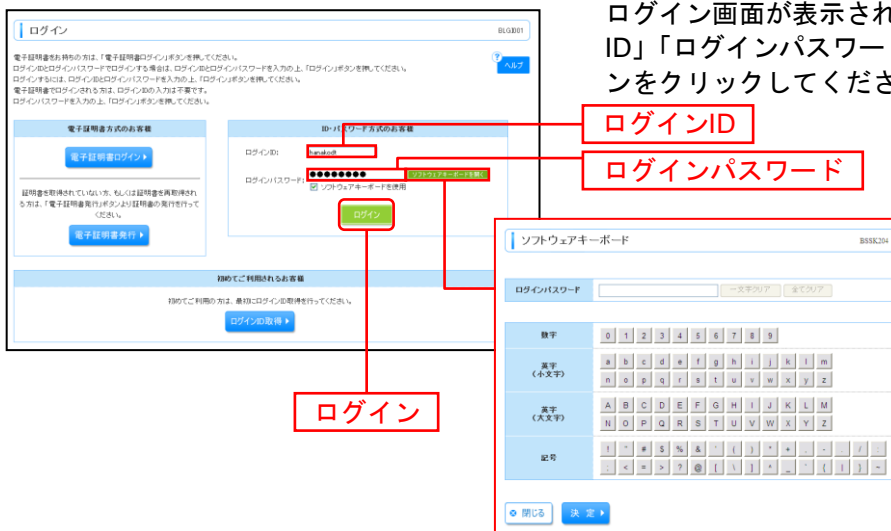 ログイン画面が表示され
ID」「ログインパスワー
ンをクリックしてくださ
ログイン
BLGI001
電子証明書をお持ちの方は、「電子証明書ログイン」ボタンを押してください。
ログインIDとログインパスワードでログインする場合は、ログインIDとログインパスワードを入力の上、「ログイン」ボタンを押してください。
ログインするには、ログインIDとログインパスワードを入力の上、「ログイン」ボタンを押してください。
電子証明書でログインされる方は、ログインIDの入力は不要です。
ログインパスワードを入力の上、「ログイン」ボタンを押してください。
ヘルプ
電子証明書方式のお客様
電子証明書ログイン
証明書を取得されていない方、もしくは証明書を再取得され
る方は、「電子証明書発行」ボタンより証明書の発行を行って
ください。
電子証明書発行
ID・パスワード方式のお客様
ログインID:
hanakodt
ログインパスワード:
●●●●●●●●
ソフトウェアキーボードを開く
ソフトウェアキーボードを使用
ログイン
初めてご利用されるお客様
初めてご利用の方は、最初にログインID取得を行ってください。
ログインID取得
ログインID
ログインパスワード
ログイン
ソフトウェアキーボード
BSSK204
ログインパスワード
一文字クリア
全てクリア
数字
0 1 2 3 4 5 6 7 8 9
英字
(小文字)
a b c d e f g h i j k l m
n o p q r s t u v w x y z
英字
(大文字)
A B C D E F G H I J K L M
N O P Q R S T U V W X Y Z
記号
! " # $ % & ' ( ) * + , - . / :
; < = > ? @ [ \ ] ^ _ ` { | } ~
閉じる
決 定